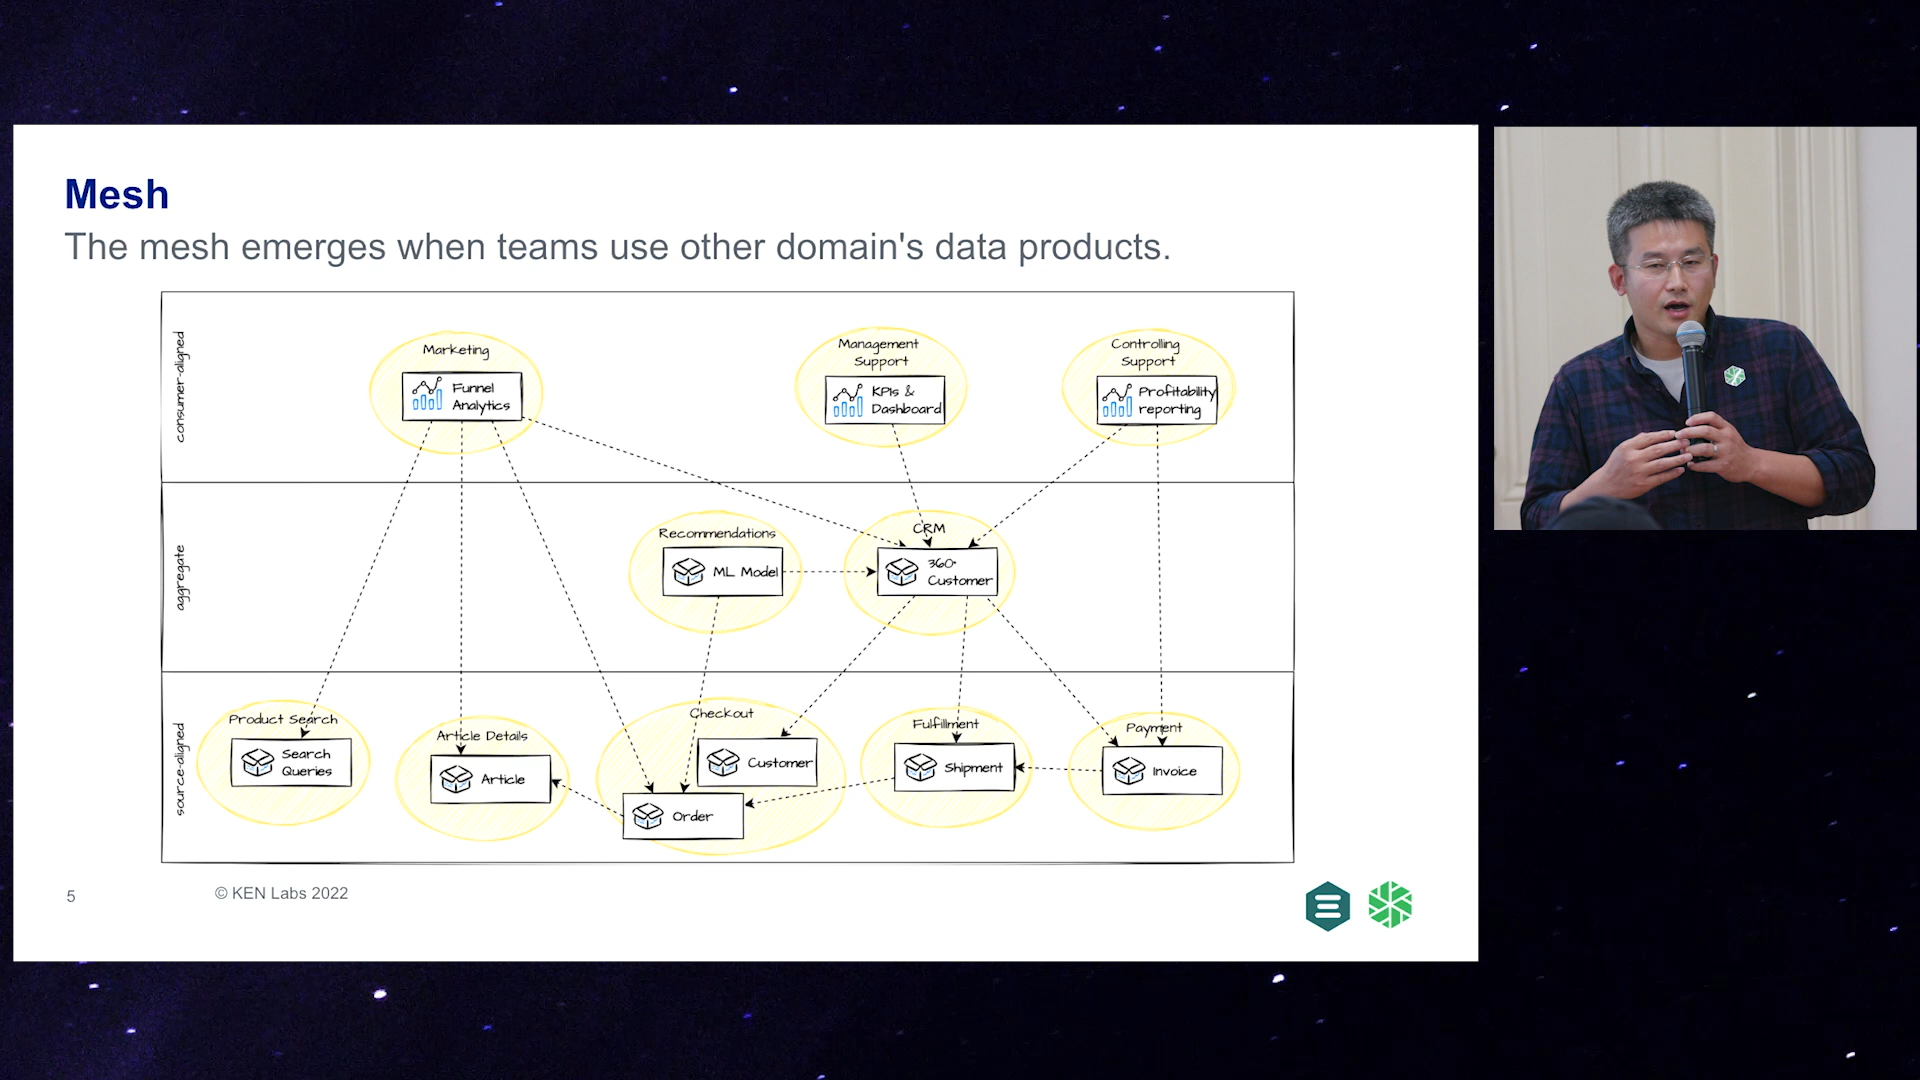 Mesh
The mesh emerges when teams use other domain's data products.
consumer-aligned
Marketing
Funnel
Analytics
Management
Support
KPIs &
Dashboard
Controlling
Support
Profitability
reporting
aggregate
Recommendations
ML Model
CRM
360°
Customer
source-aligned
Product Search
Search
Queries
Article Details
Article
Checkout
Customer
Order
Fulfillment
Shipment
Payment
Invoice
5
© KEN Labs 2022